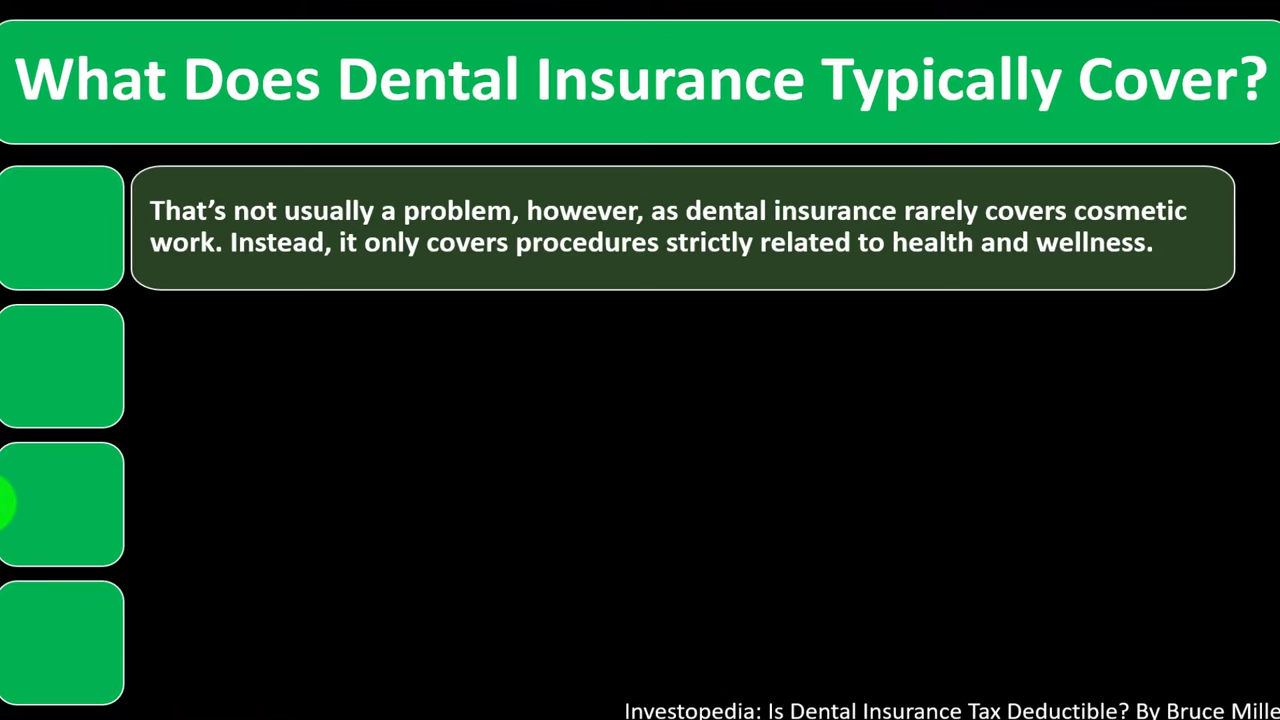 What Does Dental Insurance Typically Cover?
That’s not usually a problem, however, as dental insurance rarely covers cosmetic
work. Instead, it only covers procedures strictly related to health and wellness.
Investopedia: Is Dental Insurance Tax Deductible? By Bruce Mille